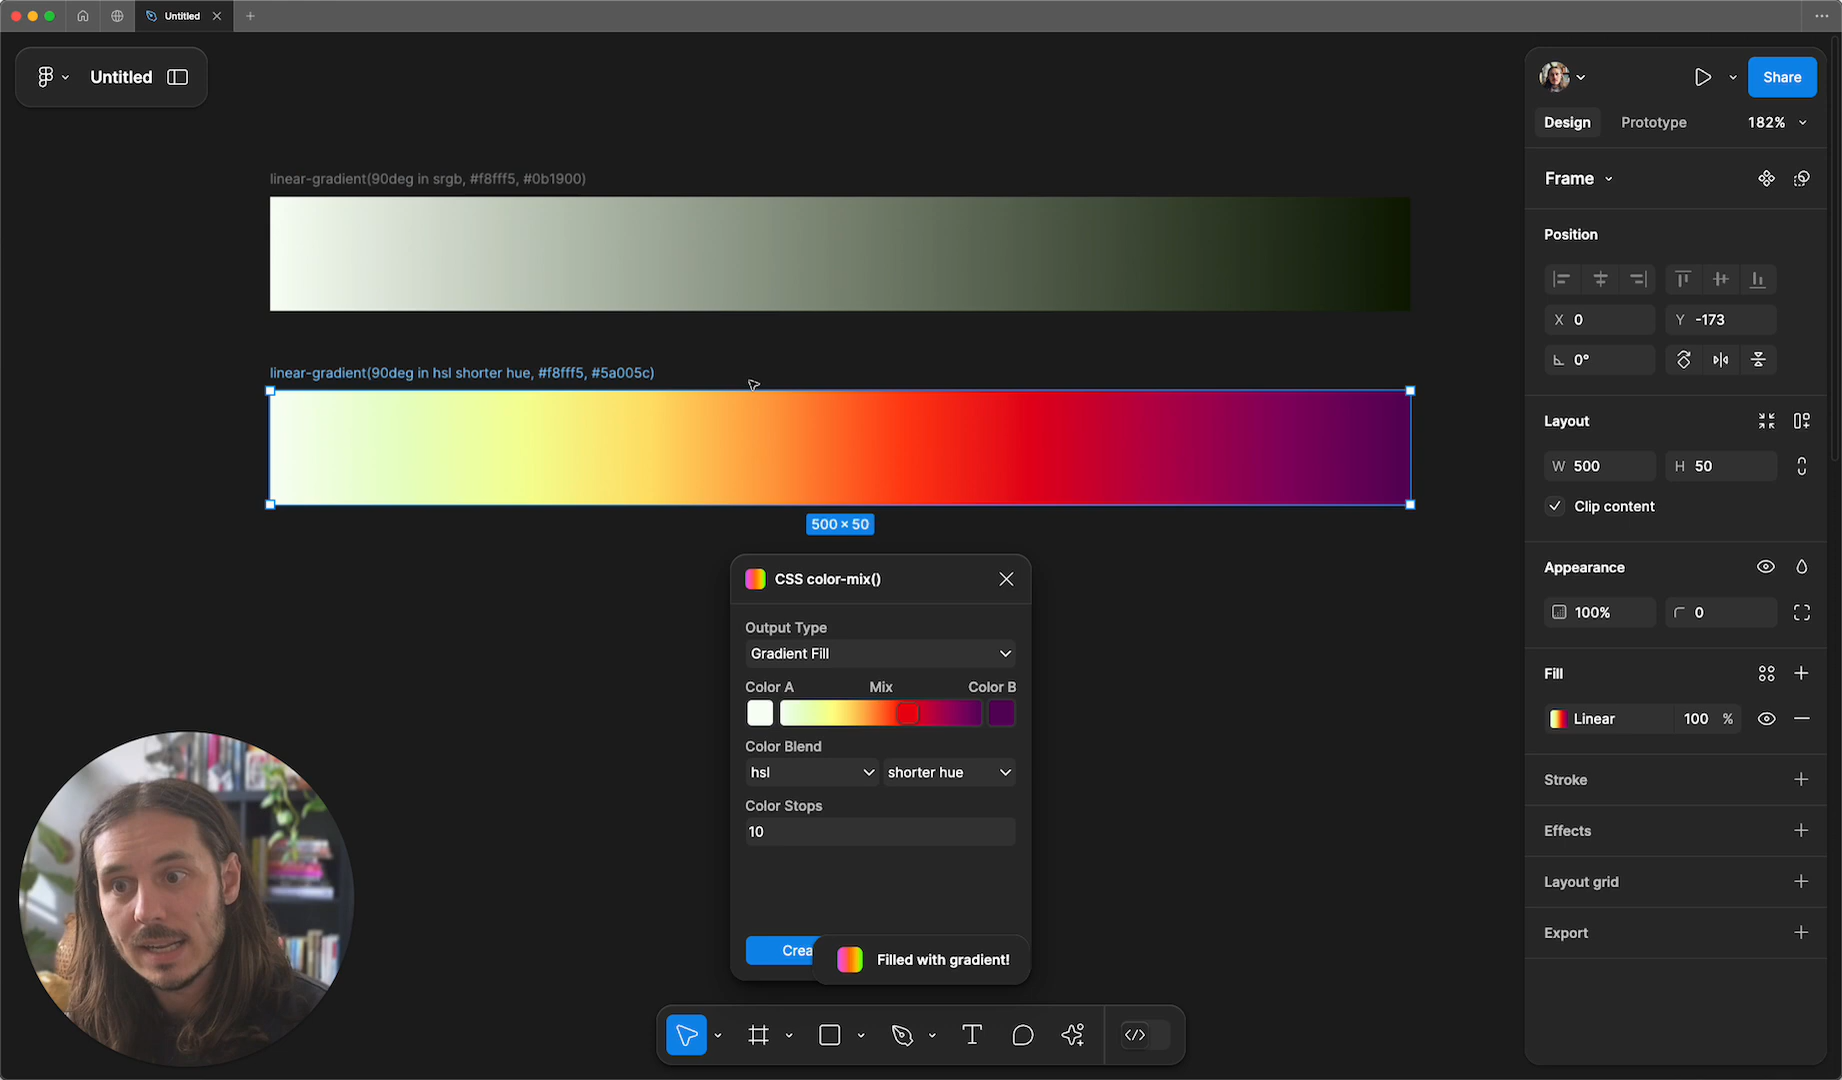 Untitled
Untitled
Share
Design
Prototype
182%
linear-gradient(90deg in srgb, #f8fff5, #0b1900)
Frame
Position
X 0
Y -173
0°
linear-gradient(90deg in hsl shorter hue, #f8fff5, #5a005c)
Layout
W 500
H 50
Clip content
500 × 50
Appearance
100%
0
CSS color-mix()
Output Type
Gradient Fill
Color A
Mix
Color B
Fill
Linear
100 %
Color Blend
hsl
shorter hue
Stroke
Color Stops
10
Effects
Layout grid
Export
Crea
Filled with gradient!